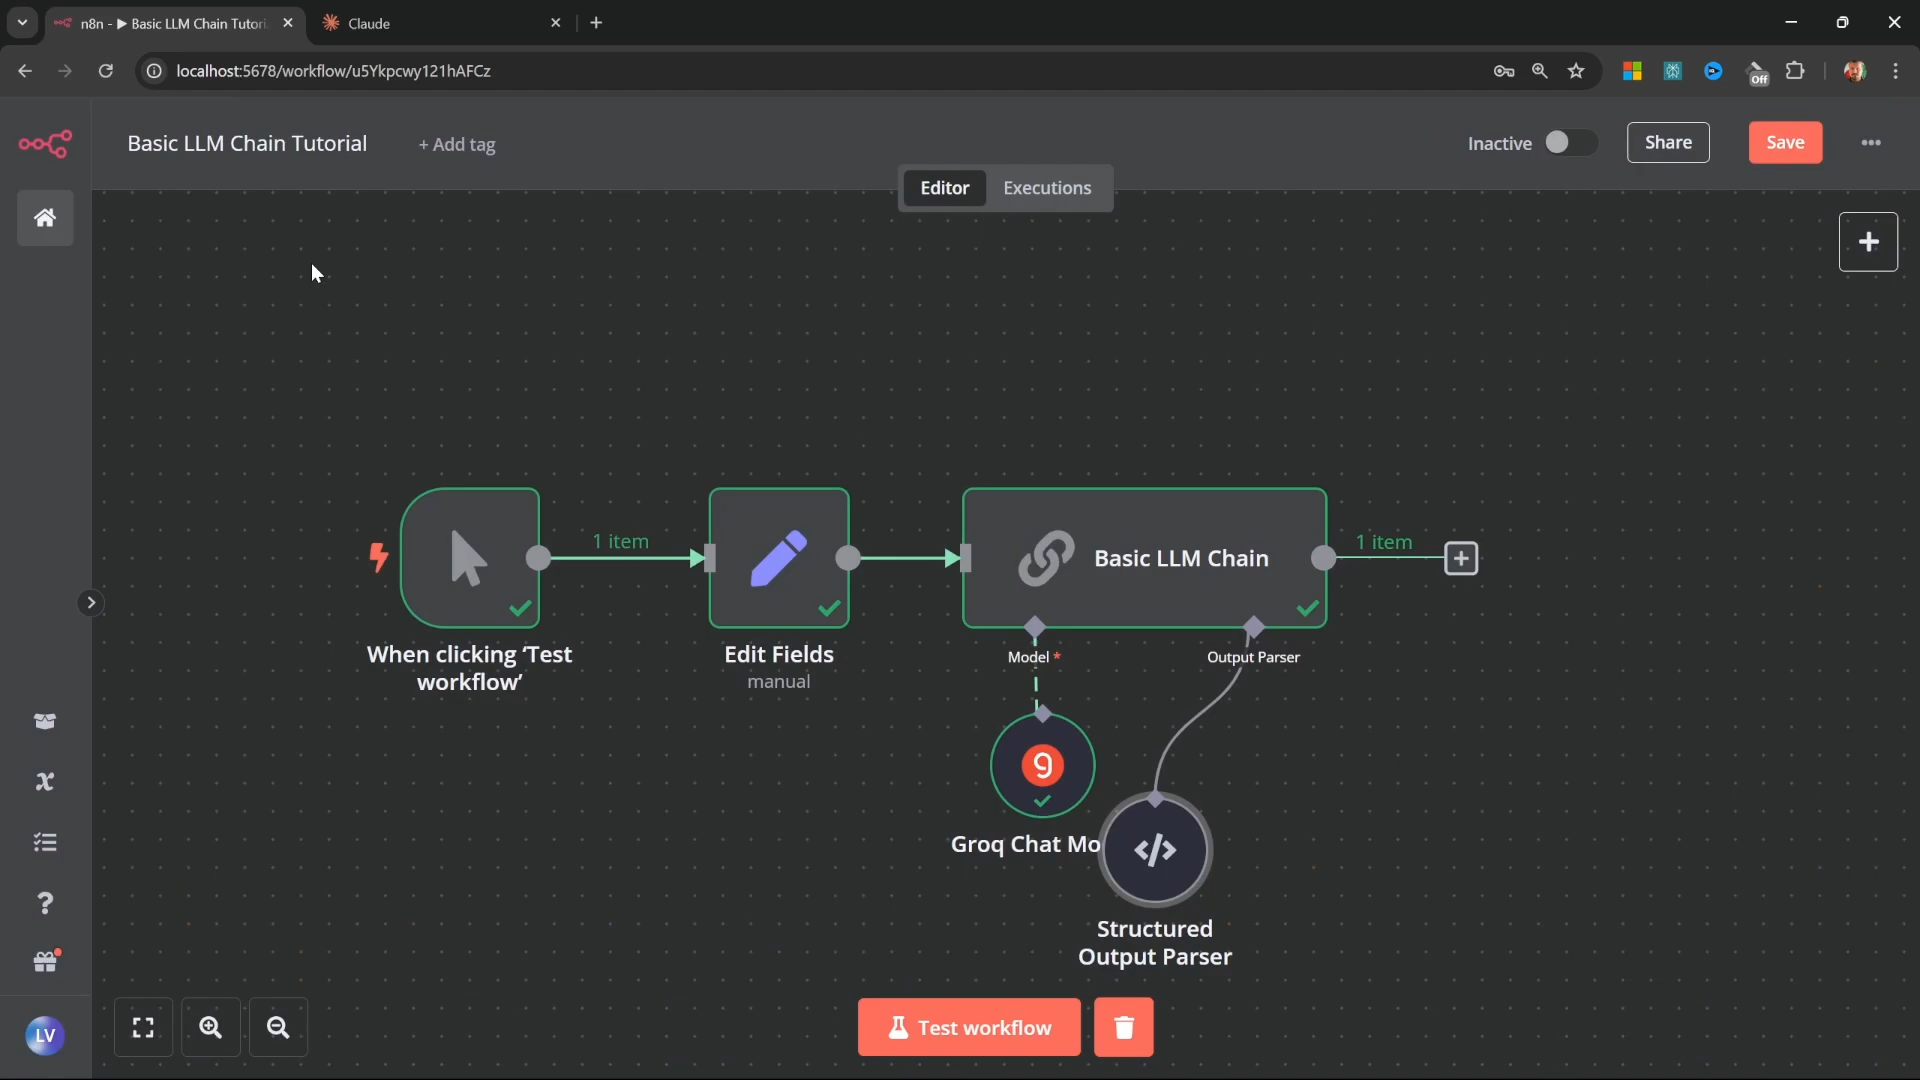 n8n - ▶ Basic LLM Chain Tutori
Claude
localhost:5678/workflow/u5Ykpcwy121hAFCz
Off
Basic LLM Chain Tutorial
+ Add tag
Inactive
Share
Save
Editor
Executions
1 item
Basic LLM Chain
1 item
When clicking ‘Test
workflow’
Edit Fields
manual
Model *
Output Parser
g
Groq Chat Mo
</>
Structured
Output Parser
LV
Test workflow